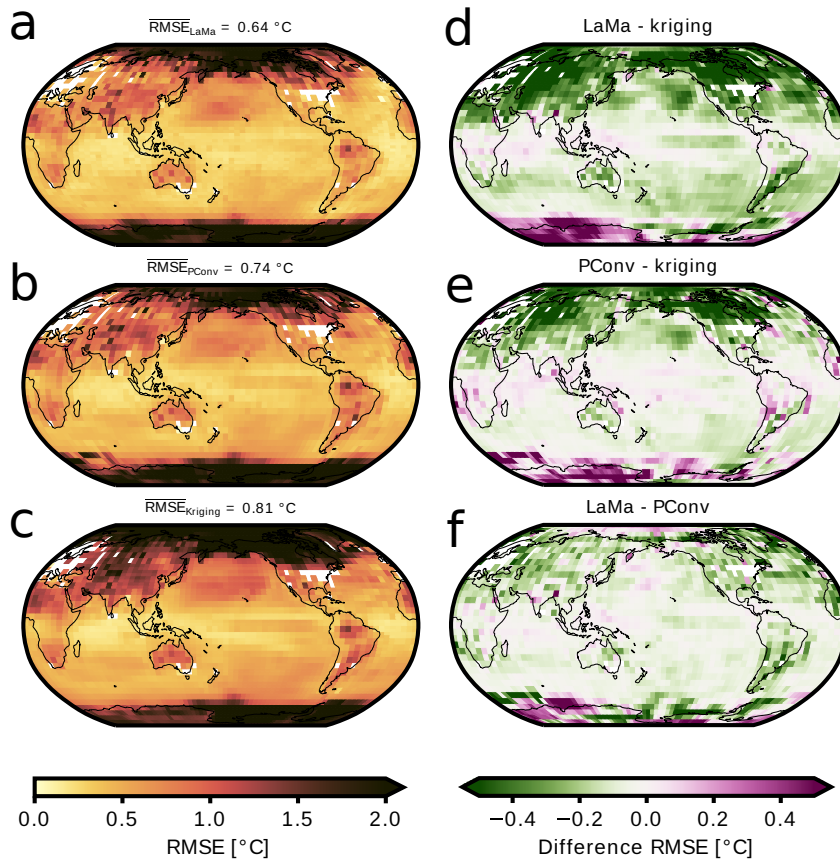 a
RMSE_LaMa = 0.64 °C
d
LaMa - kriging
b
RMSE_PConv = 0.74 °C
e
PConv - kriging
c
RMSE_Kriging = 0.81 °C
f
LaMa - PConv
0.0 0.5 1.0 1.5 2.0
RMSE [°C]
−0.4 −0.2 0.0 0.2 0.4
Difference RMSE [°C]